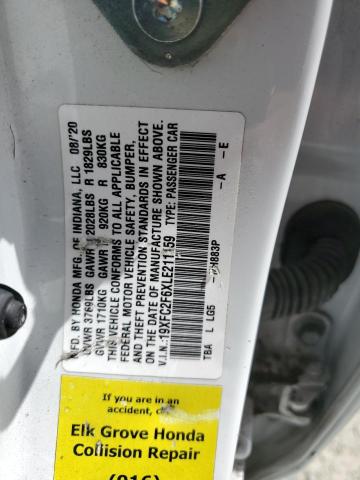 MFD. BY HONDA MFG. OF INDIANA, LLC 08/'20
GVWR 3769LBS GAWR F 2028LBS R 1829LBS
GVWR 1710KG GAWR F 920KG R 830KG
THIS VEHICLE CONFORMS TO ALL APPLICABLE
FEDERAL MOTOR VEHICLE SAFETY, BUMPER,
AND THEFT PREVENTION STANDARDS IN EFFECT
ON THE DATE OF MANUFACTURE SHOWN ABOVE.
V.I.N.: 19XFC2F6XLE211159 TYPE: PASSENGER CAR
NH883P - A - E
TBA L LG5
If you are in an
accident, c
Elk Grove Honda
Collision Repair
(916)